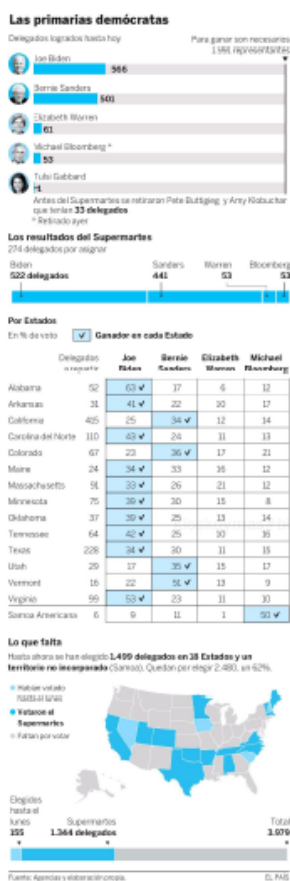 Las primarias demócratas
Delegados logrados hasta hoy
Para ganar son necesarios
1.991 representantes
Joe Biden
566
Bernie Sanders
501
Elizabeth Warren
61
Michael Bloomberg *
53
Tulsi Gabbard
1
Antes del Supermartes se retiraron Pete Buttigieg y Amy Klobuchar
que tenían 33 delegados
* Retirado ayer
Los resultados del Supermartes
274 delegados por asignar
Biden Sanders Warren Bloomberg
522 delegados 441 53 53
Por Estados
En % de voto ✔ Ganador en cada Estado
Delegados a repartir Joe Biden Bernie Sanders Elizabeth Warren Michael Bloomberg
Alabama 52 63 ✔ 17 6 12
Arkansas 31 41 ✔ 22 10 17
California 415 25 34 ✔ 12 14
Carolina del Norte 110 43 ✔ 24 11 13
Colorado 67 23 36 ✔ 17 21
Maine 24 34 ✔ 33 16 12
Massachusetts 91 33 ✔ 26 21 12
Minnesota 75 39 ✔ 30 15 8
Oklahoma 37 39 ✔ 25 13 14
Tennessee 64 42 ✔ 25 10 16
Texas 228 34 ✔ 30 11 15
Utah 29 17 35 ✔ 15 17
Vermont 16 22 51 ✔ 13 9
Virginia 99 53 ✔ 23 11 10
Samoa Americana 6 9 11 1 50 ✔
Lo que falta
Hasta ahora se han elegido 1.499 delegados en 18 Estados y un
territorio no incorporado (Samoa). Quedan por elegir 2.480, un 62%.
Habían votado
hasta el lunes
Votaron el
Supermartes
Faltan por votar
Elegidos
hasta el
lunes Supermartes Total
155 1.344 delegados 3.979
Fuente: Agencias y elaboración propia. EL PAÍS